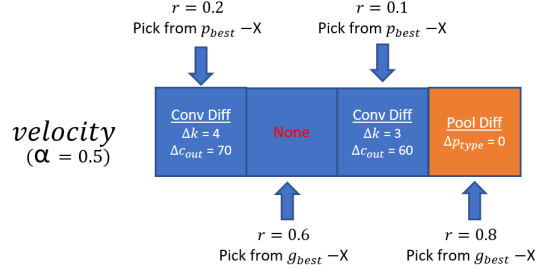 r = 0.2
Pick from p_best −X
r = 0.1
Pick from p_best −X
velocity
(α = 0.5)
Conv Diff
Δk = 4
Δc_out = 70
None
Conv Diff
Δk = 3
Δc_out = 60
Pool Diff
Δp_type = 0
r = 0.6
Pick from g_best −X
r = 0.8
Pick from g_best −X